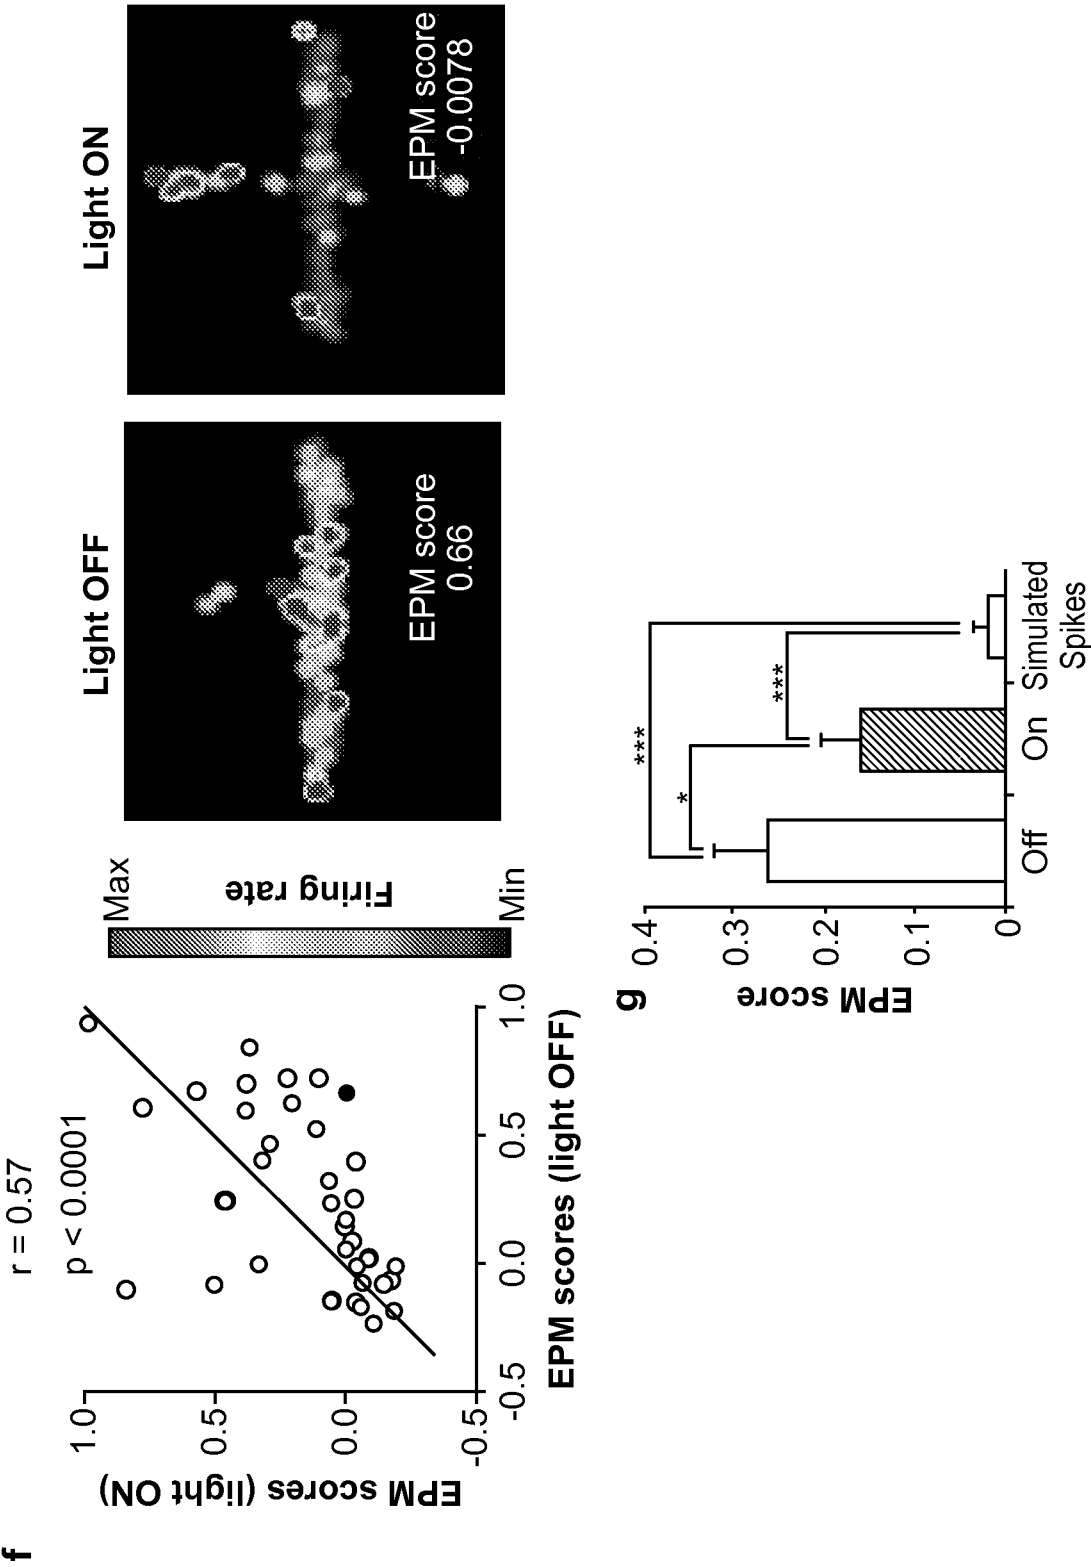 f
r = 0.57
p < 0.0001
EPM scores (light ON)
1.0
0.5
0.0
-0.5
-0.5
0.0
0.5
1.0
EPM scores (light OFF)
Max
Firing rate
Min
Light OFF
EPM score
0.66
Light ON
EPM score
-0.0078
g
EPM score
0.4
0.3
0.2
0.1
0
***
*
***
Off
On
Simulated
Spikes